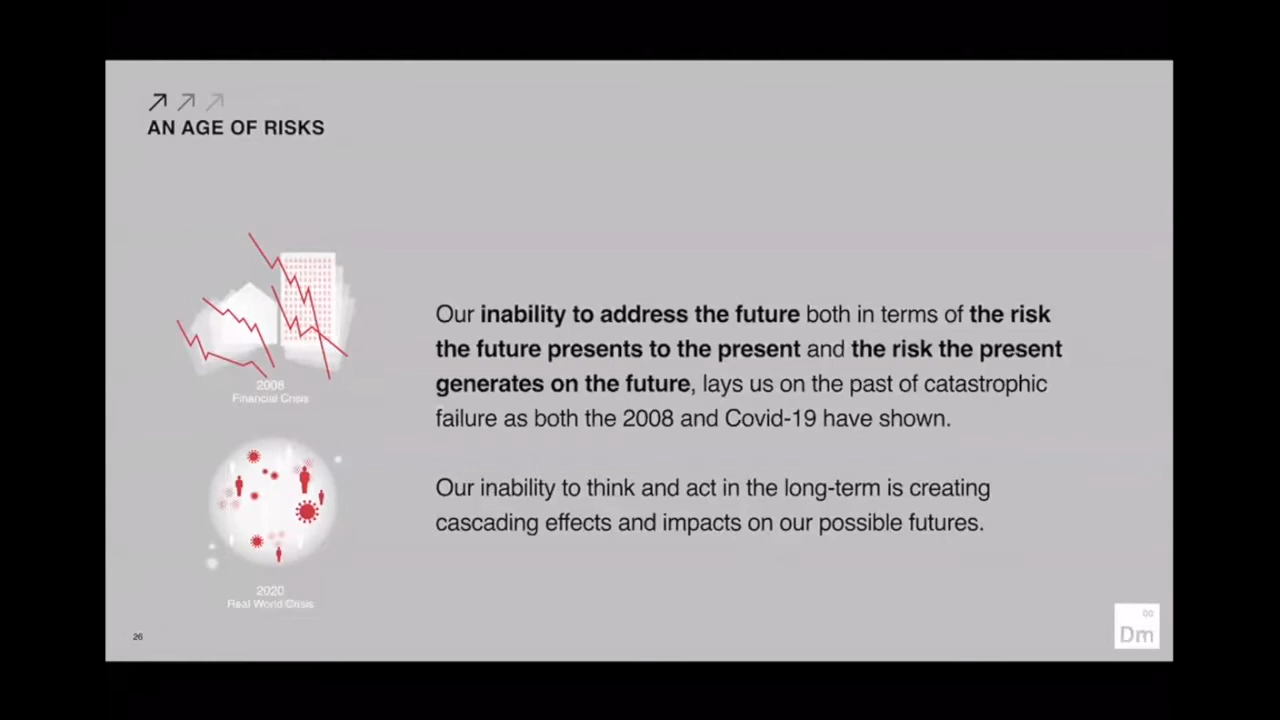 AN AGE OF RISKS
2008
Financial Crisis
Our inability to address the future both in terms of the risk
the future presents to the present and the risk the present
generates on the future, lays us on the past of catastrophic
failure as both the 2008 and Covid-19 have shown.
Our inability to think and act in the long-term is creating
cascading effects and impacts on our possible futures.
2020
Real World Crisis
26
00
Dm